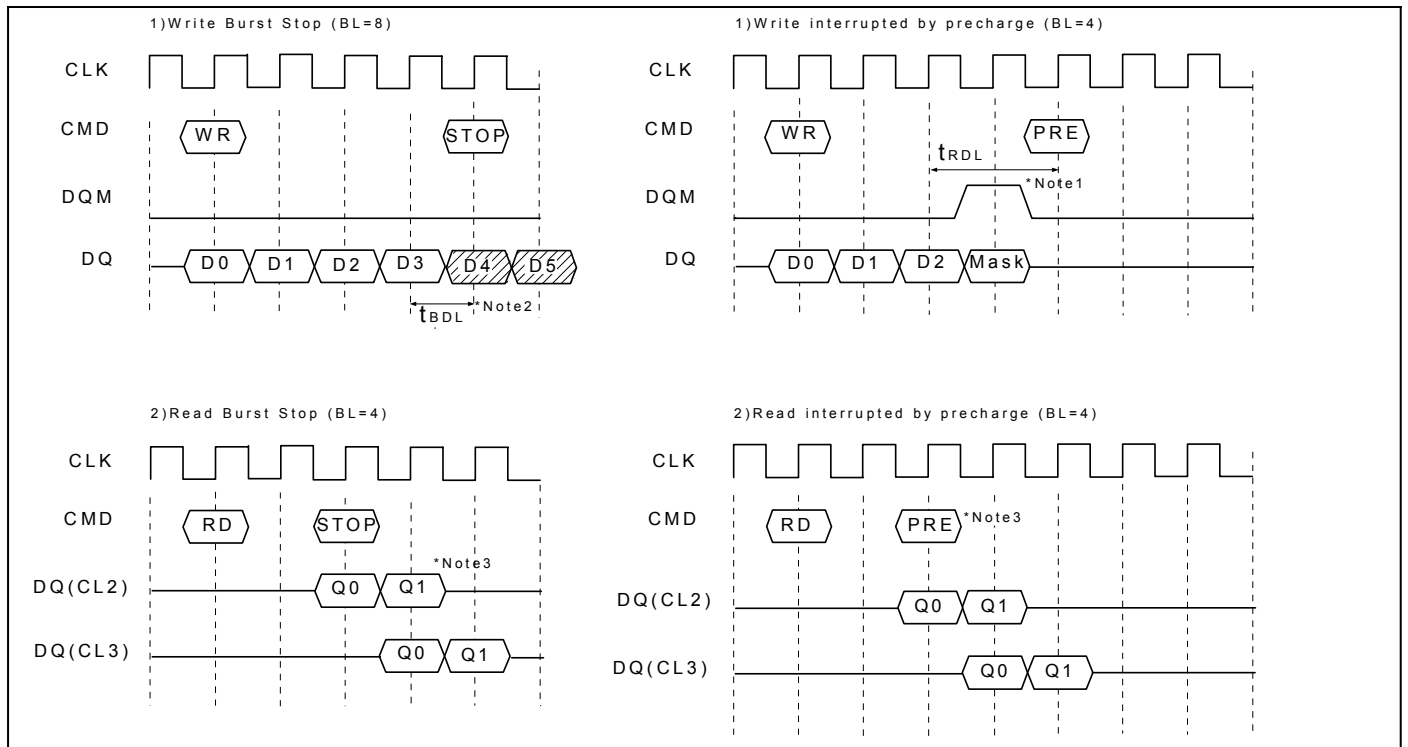 1)Write Burst Stop (BL=8)
CLK
CMD WR STOP
DQM
DQ D0 D1 D2 D3 D4 D5
tBDL *Note2
1)Write interrupted by precharge (BL=4)
CLK
CMD WR PRE
tRDL
DQM *Note1
DQ D0 D1 D2 Mask
2)Read Burst Stop (BL=4)
CLK
CMD RD STOP
*Note3
DQ(CL2) Q0 Q1
DQ(CL3) Q0 Q1
2)Read interrupted by precharge (BL=4)
CLK
CMD RD PRE *Note3
DQ(CL2) Q0 Q1
DQ(CL3) Q0 Q1